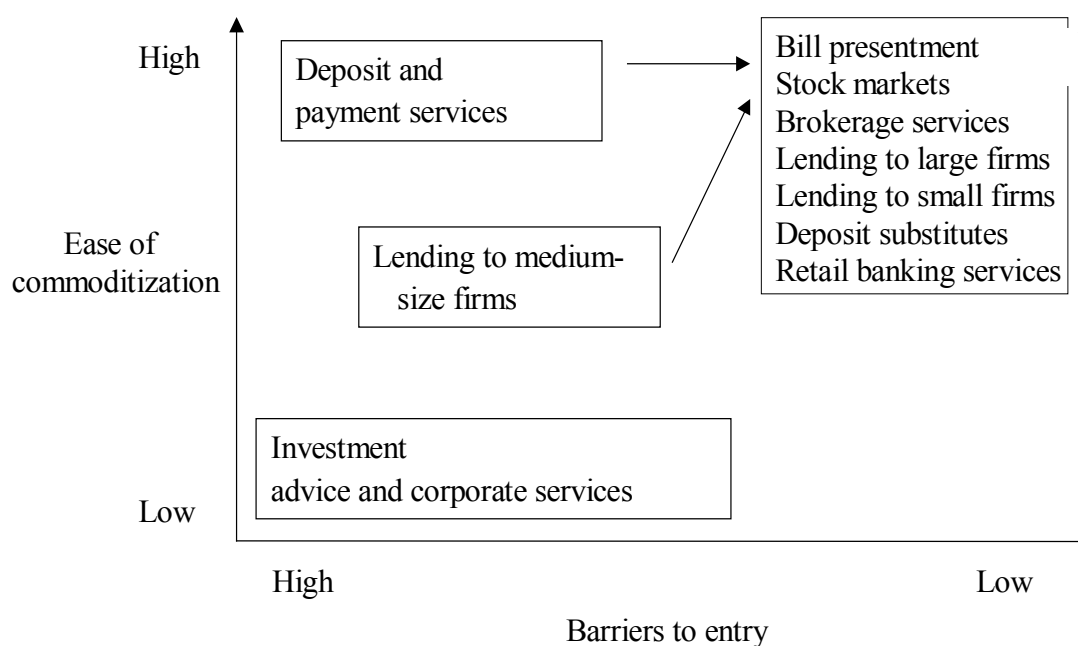 High
Deposit and
payment services
Bill presentment
Stock markets
Brokerage services
Lending to large firms
Lending to small firms
Deposit substitutes
Retail banking services
Ease of
commoditization
Lending to medium-
size firms
Investment
advice and corporate services
Low
High
Low
Barriers to entry